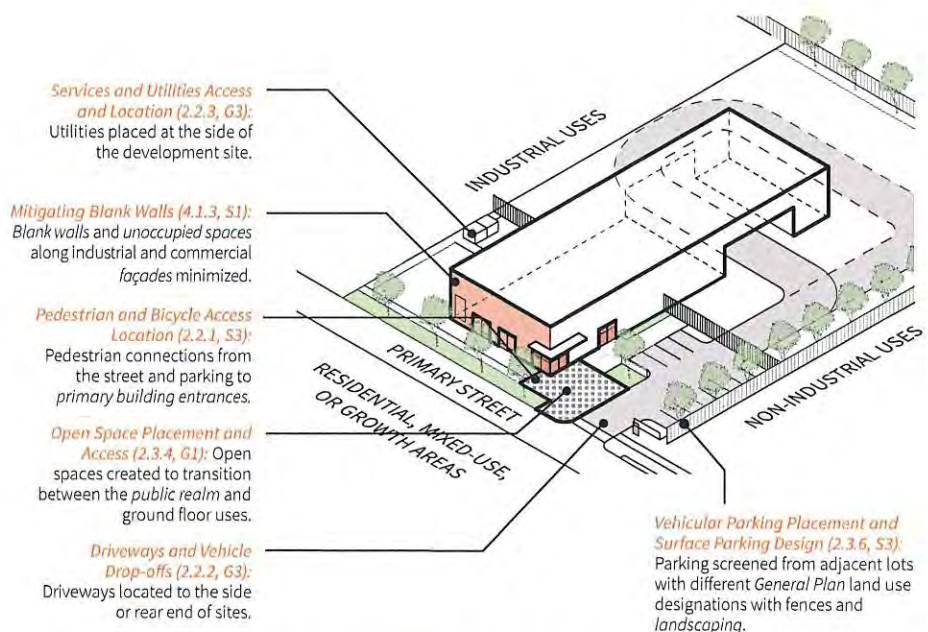 Services and Utilities Access
and Location (2.2.3, G3):
Utilities placed at the side of
the development site.
Mitigating Blank Walls (4.1.3, S1):
Blank walls and unoccupied spaces
along industrial and commercial
façades minimized.
Pedestrian and Bicycle Access
Location (2.2.1, S3):
Pedestrian connections from
the street and parking to
primary building entrances.
Open Space Placement and
Access (2.3.4, G1): Open
spaces created to transition
between the public realm and
ground floor uses.
Driveways and Vehicle
Drop-offs (2.2.2, G3):
Driveways located to the side
or rear end of sites.
INDUSTRIAL USES
PRIMARY STREET
RESIDENTIAL, MIXED-USE,
OR GROWTH AREAS
NON-INDUSTRIAL USES
Vehicular Parking Placement and
Surface Parking Design (2.3.6, S3):
Parking screened from adjacent lots
with different General Plan land use
designations with fences and
landscaping.